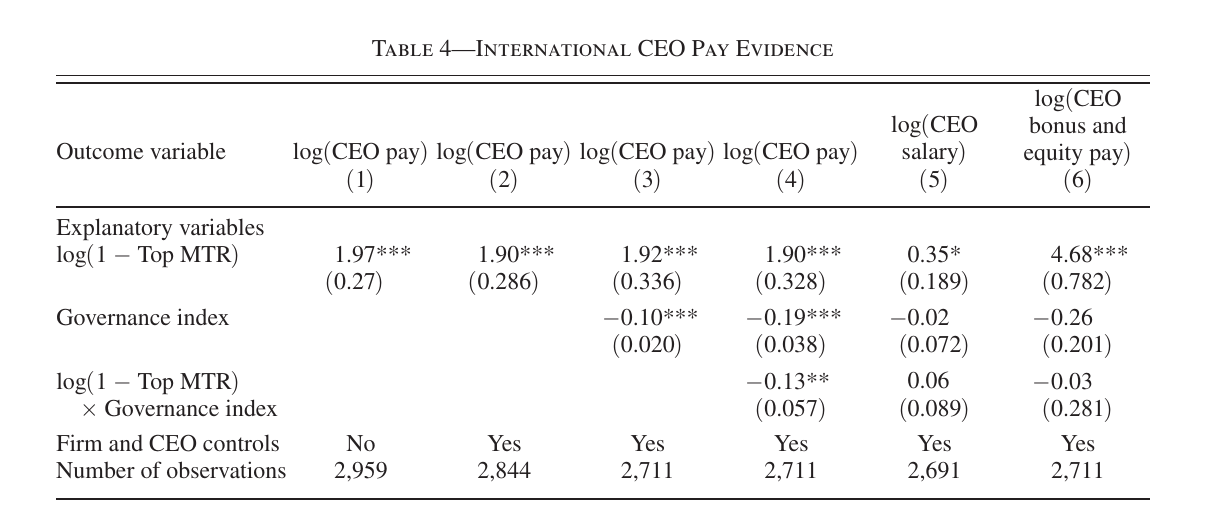 TABLE 4—INTERNATIONAL CEO PAY EVIDENCE
Outcome variable log(CEO pay) (1) log(CEO pay) (2) log(CEO pay) (3) log(CEO pay) (4) log(CEO salary) (5) log(CEO bonus and equity pay) (6)
Explanatory variables
log(1 − Top MTR) 1.97*** 1.90*** 1.92*** 1.90*** 0.35* 4.68***
(0.27) (0.286) (0.336) (0.328) (0.189) (0.782)
Governance index −0.10*** −0.19*** −0.02 −0.26
(0.020) (0.038) (0.072) (0.201)
log(1 − Top MTR) −0.13** 0.06 −0.03
× Governance index (0.057) (0.089) (0.281)
Firm and CEO controls No Yes Yes Yes Yes Yes
Number of observations 2,959 2,844 2,711 2,711 2,691 2,711